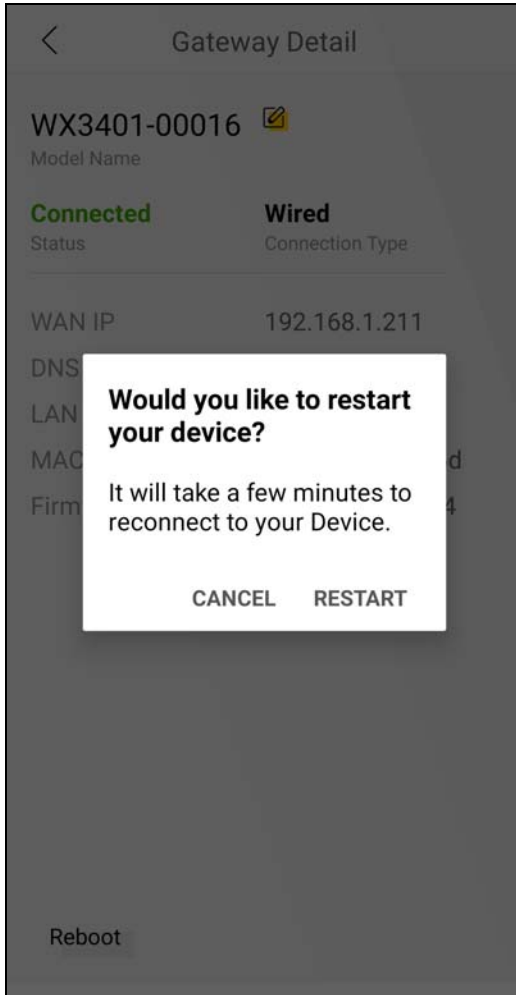 Gateway Detail
WX3401-00016
Model Name
Connected Wired
Status Connection Type
WAN IP 192.168.1.211
DNS
LAN
MAC d
Firm 4
Would you like to restart
your device?
It will take a few minutes to
reconnect to your Device.
CANCEL RESTART
Reboot